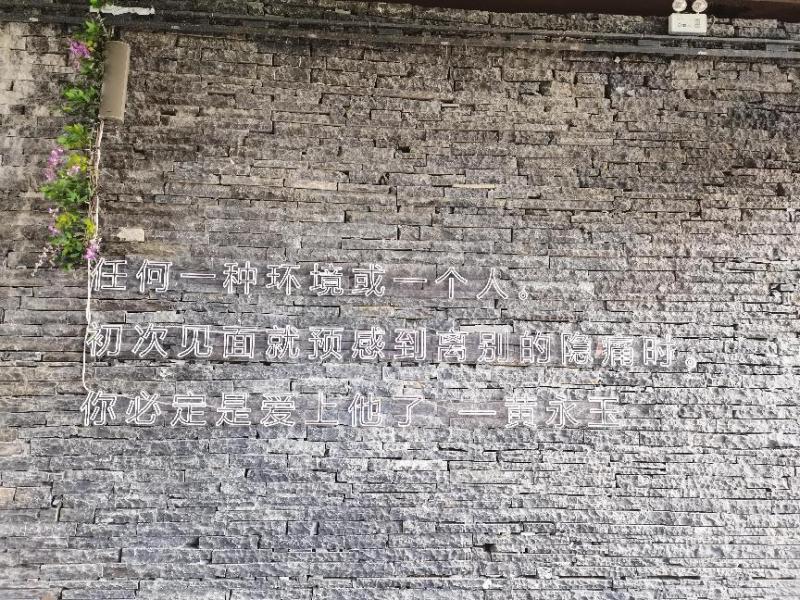 任何一种环境或一个人。
初次见面就预感到离别的隐痛时。
你必定是爱上他了 —黄永玉